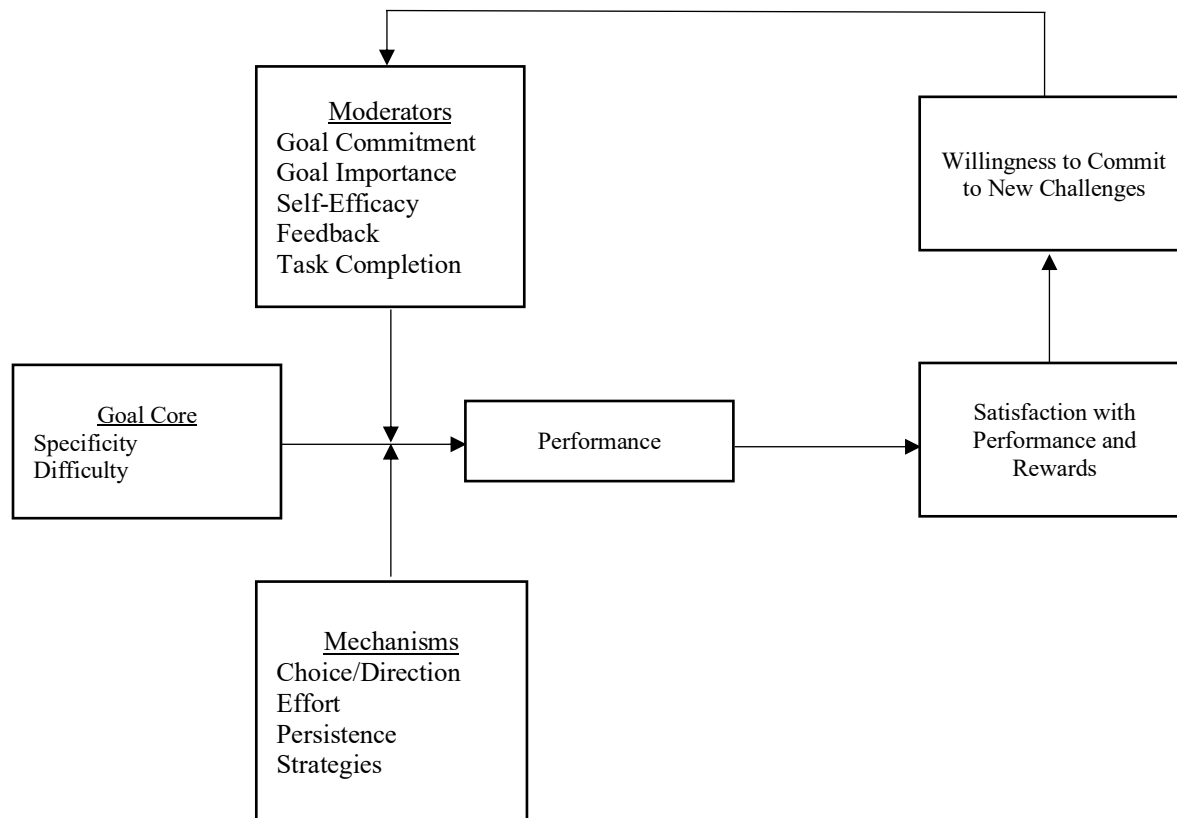 Moderators
Goal Commitment
Goal Importance
Self-Efficacy
Feedback
Task Completion
Willingness to Commit
to New Challenges
Goal Core
Specificity
Difficulty
Performance
Satisfaction with
Performance and
Rewards
Mechanisms
Choice/Direction
Effort
Persistence
Strategies